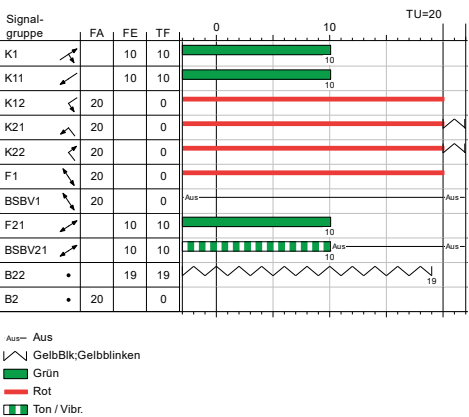 Signal-
gruppe FA FE TF 0 10 TU=20
K1 10 10 10
K11 10 10 10
K12 20 0
K21 20 0
K22 20 0
F1 20 0
BSBV1 20 0 Aus Aus
F21 10 10 10
BSBV21 10 10 Aus Aus 10
B22 19 19 19
B2 20 0
Aus Aus
GelbBlk;Gelbblinken
Grün
Rot
Ton / Vibr.